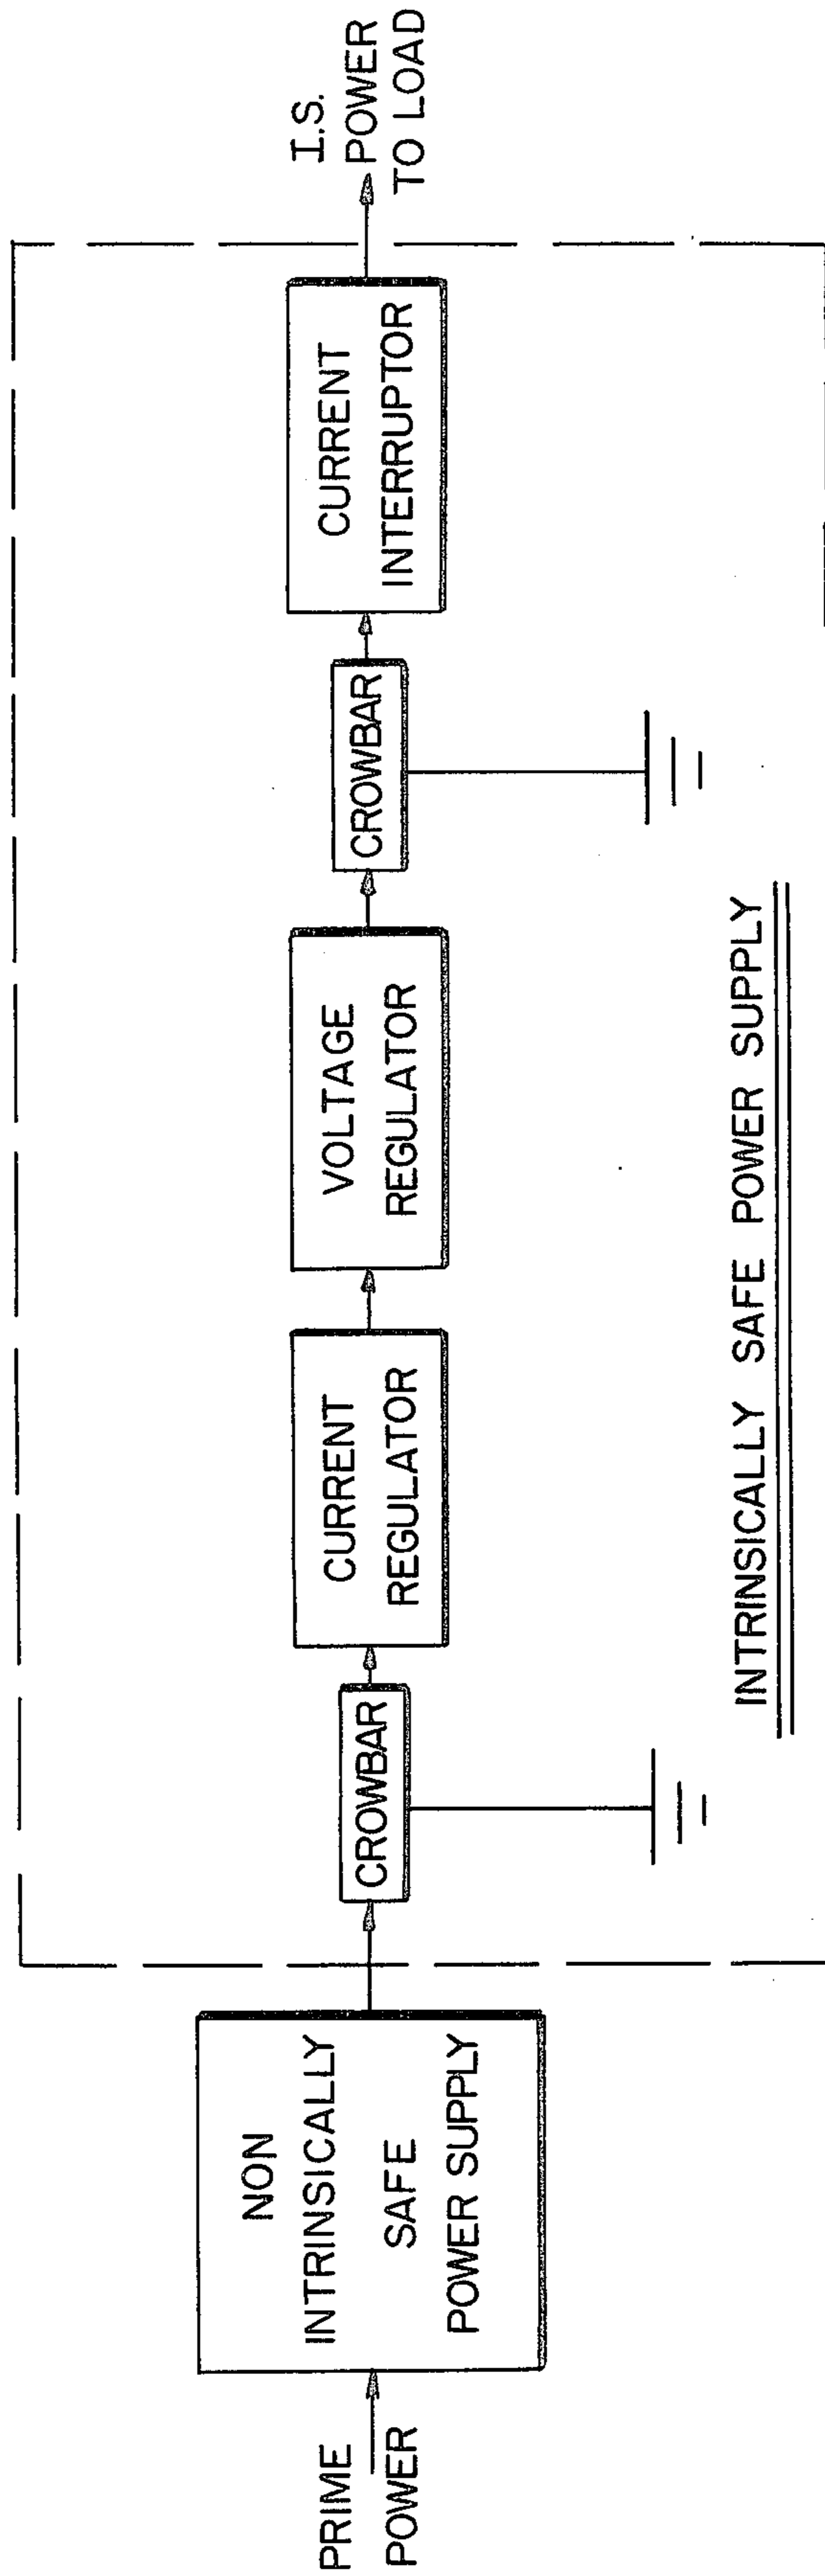 PRIME
POWER
NON
INTRINSICALLY
SAFE
POWER SUPPLY
CROWBAR
CURRENT
REGULATOR
VOLTAGE
REGULATOR
CROWBAR
CURRENT
INTERRUPTOR
I.S.
POWER
TO LOAD
INTRINSICALLY SAFE POWER SUPPLY